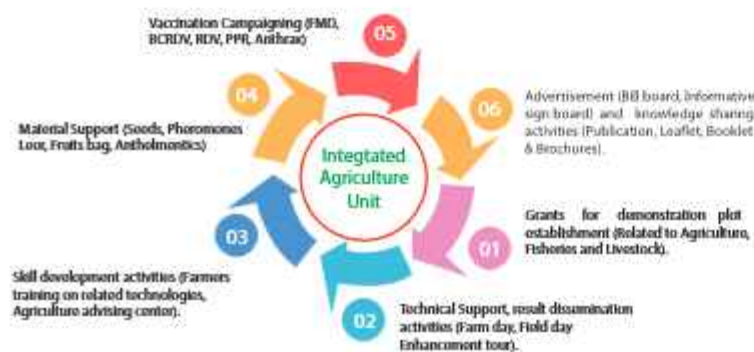 Vaccination Campaigning (FMD,
BCRDV, RDV, PPR, Anthrax)
05
04
06
Advertisement (Bill board, Informative
sign board) and knowledge sharing
activities (Publication, Leaflet, Booklet
& Brochures).
Material Support (Seeds, Pheromones
Loor, Fruits bag, Antholmentics)
Integtated
Agriculture
Unit
03
01
Grants for demonstration plot
establishment (Related to Agriculture,
Fisheries and Livestock).
Skill development activities (Farmers
training on related technologies,
Agriculture advising center).
02
Technical Support, result dissemination
activities (Farm day, Field day
Enhancement tour).